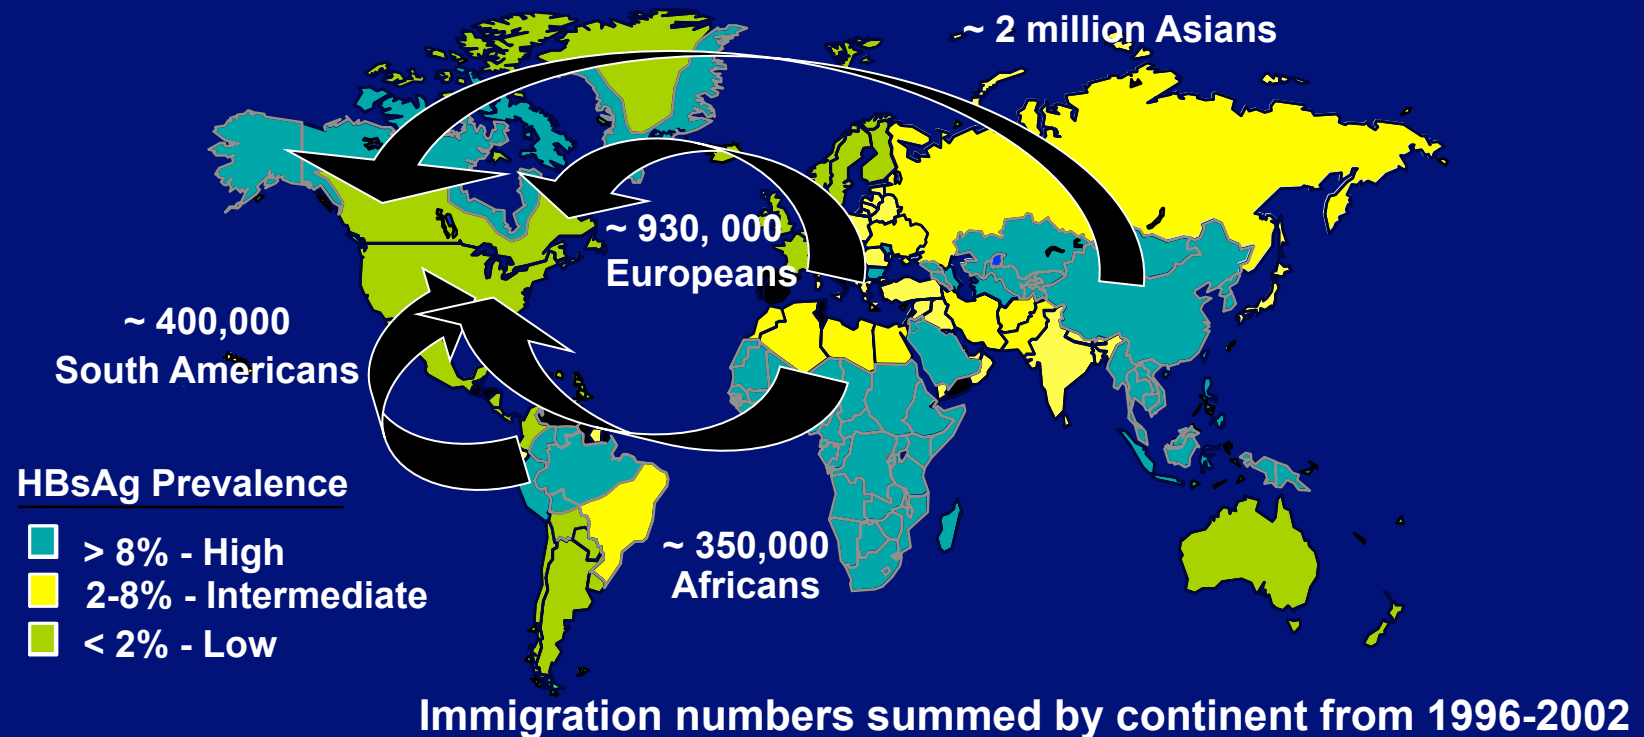 ~ 2 million Asians
~ 930, 000
Europeans
~ 400,000
South Americans
~ 350,000
Africans
HBsAg Prevalence
> 8% - High
2-8% - Intermediate
< 2% - Low
Immigration numbers summed by continent from 1996-2002